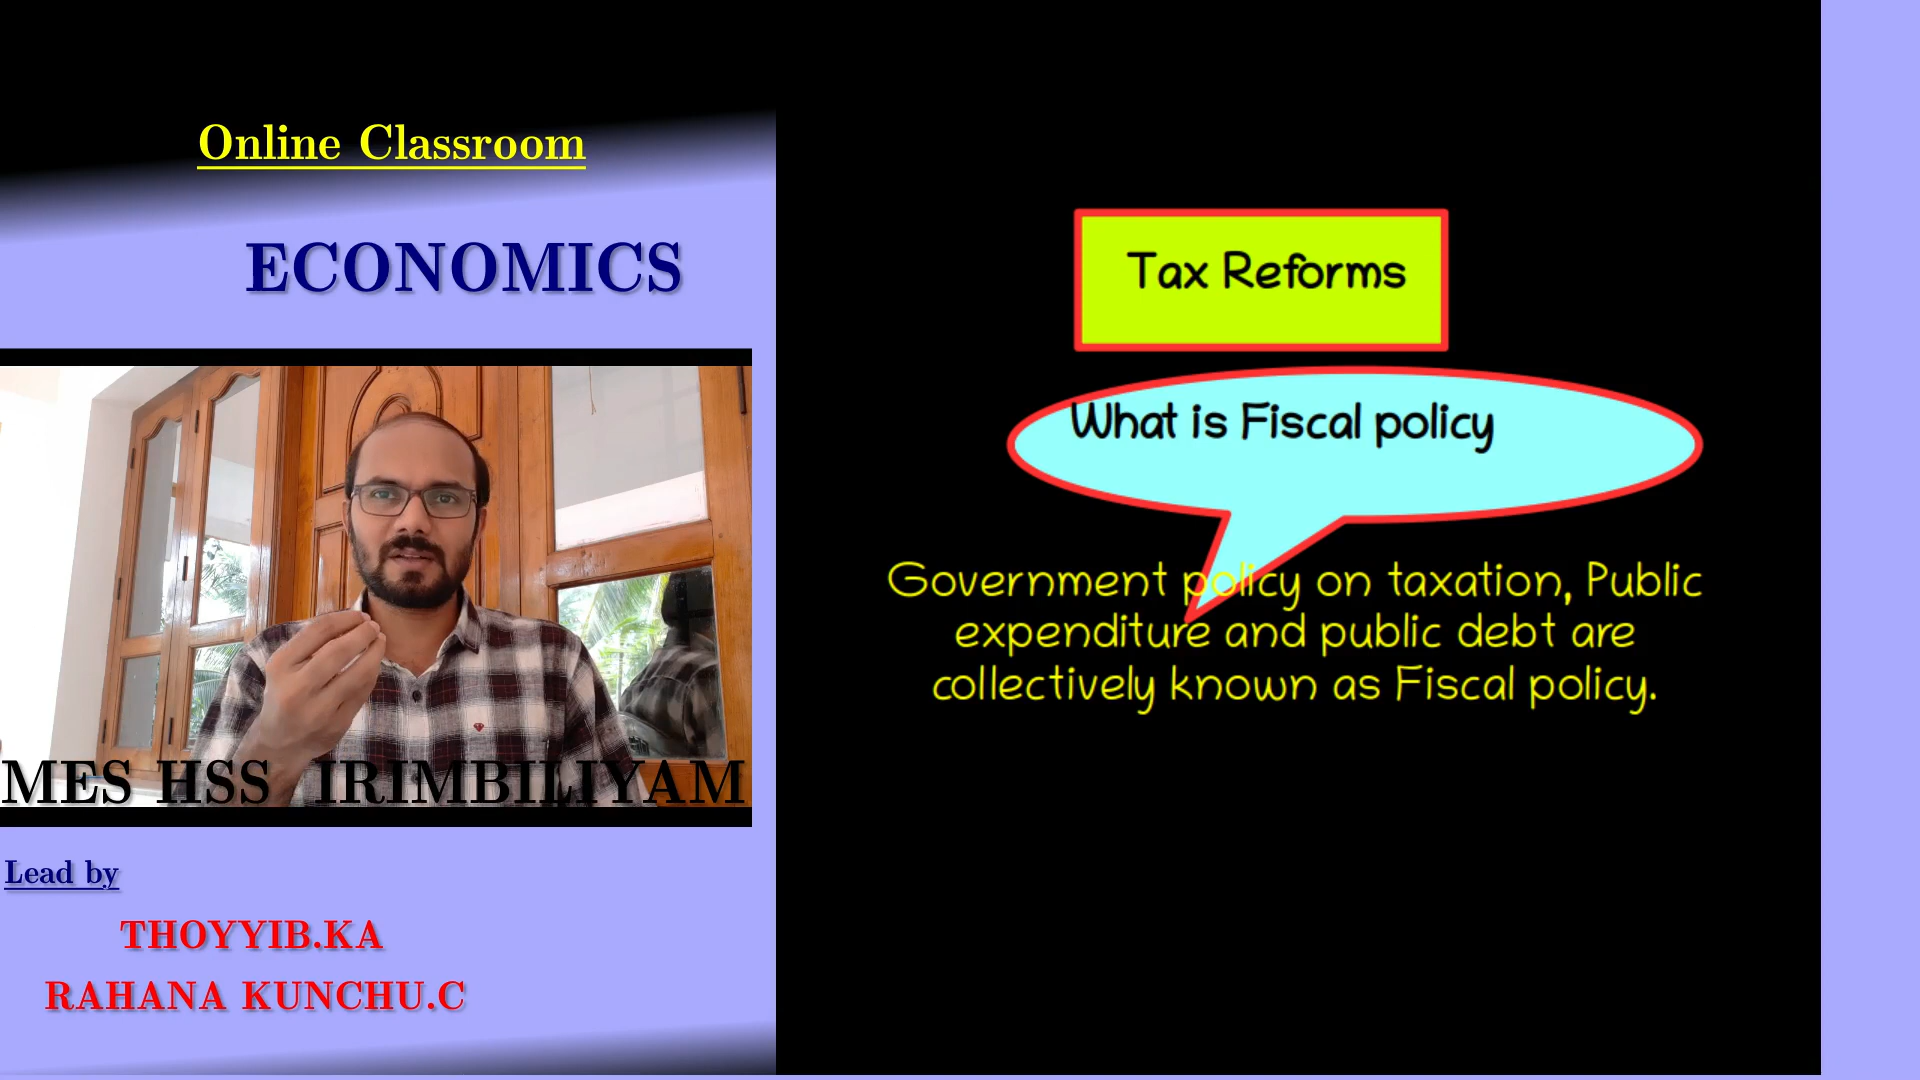 Online Classroom
ECONOMICS
MES HSS IRIMBILIYAM
Lead by
THOYYIB.KA
RAHANA KUNCHU.C
Tax Reforms
What is Fiscal policy
Government policy on taxation, Public
expenditure and public debt are
collectively known as Fiscal policy.